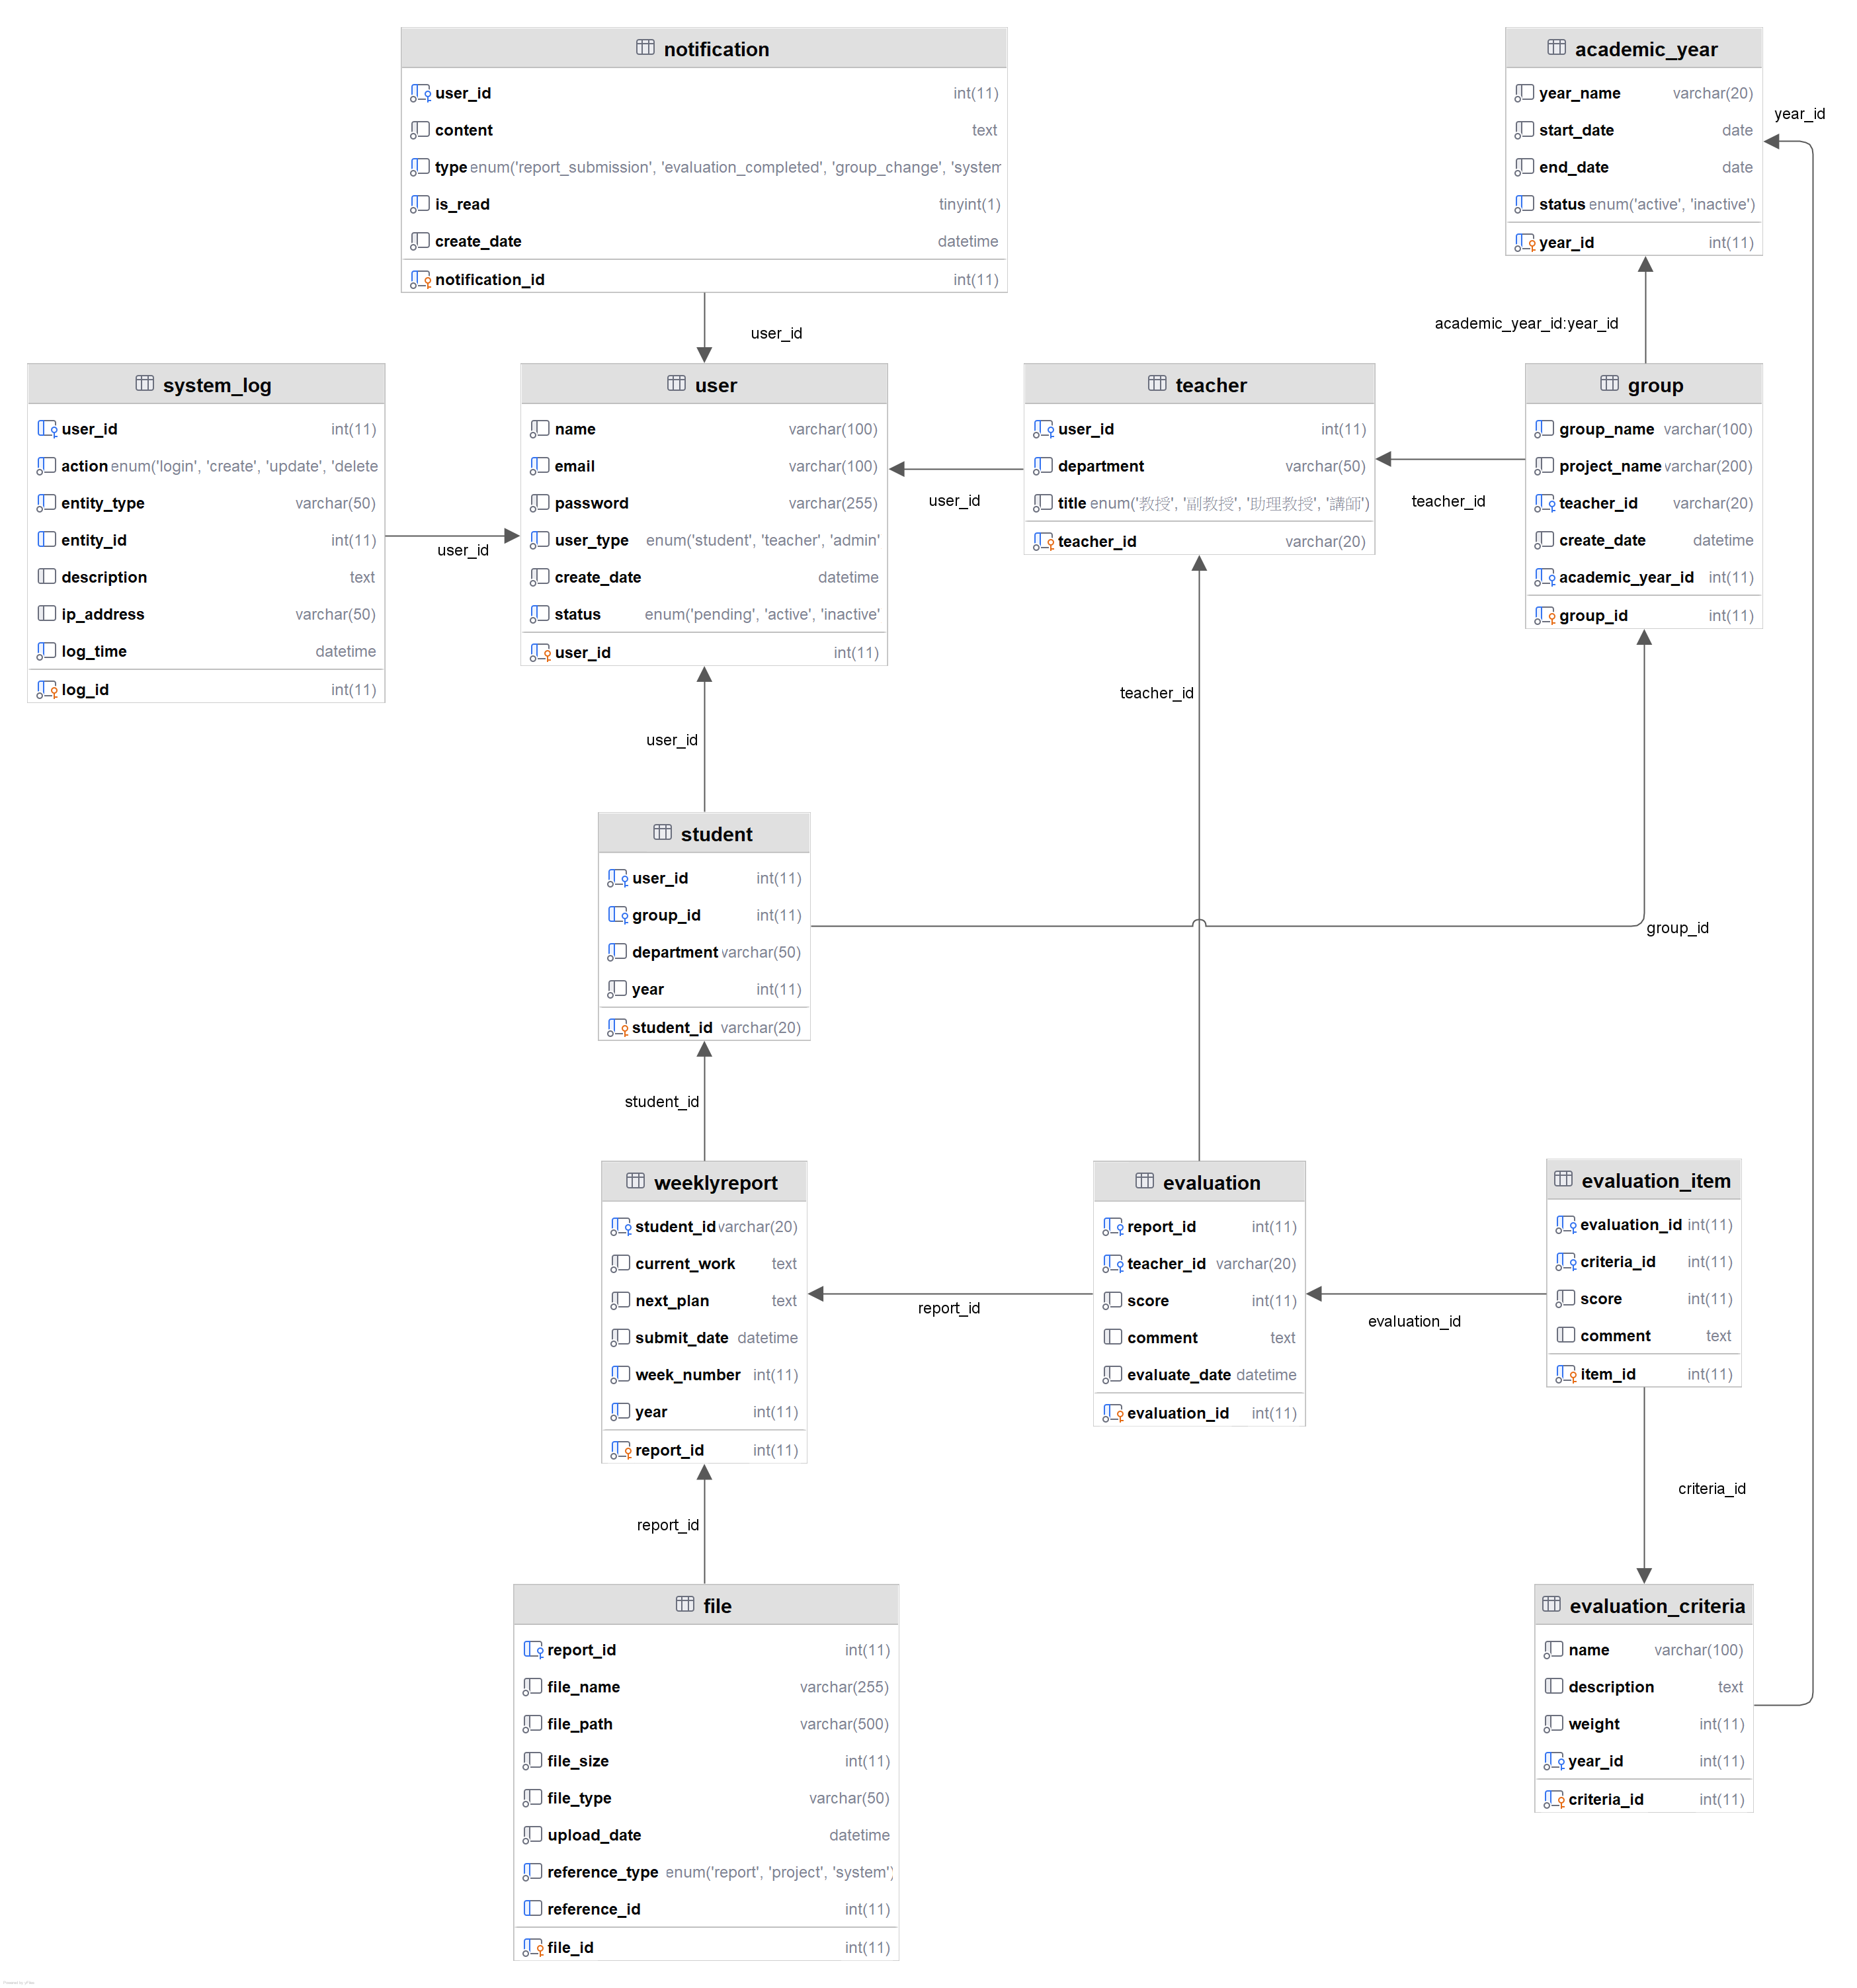 notification
user_id int(11)
content text
type enum('report_submission', 'evaluation_completed', 'group_change', 'system
is_read tinyint(1)
create_date datetime
notification_id int(11)
academic_year
year_name varchar(20)
start_date date
end_date date
status enum('active', 'inactive')
year_id int(11)
year_id
user_id
academic_year_id:year_id
system_log
user_id int(11)
action enum('login', 'create', 'update', 'delete
entity_type varchar(50)
entity_id int(11)
description text
ip_address varchar(50)
log_time datetime
log_id int(11)
user_id
user
name varchar(100)
email varchar(100)
password varchar(255)
user_type enum('student', 'teacher', 'admin'
create_date datetime
status enum('pending', 'active', 'inactive'
user_id int(11)
user_id
teacher
user_id int(11)
department varchar(50)
title enum('教授', '副教授', '助理教授', '講師')
teacher_id varchar(20)
teacher_id
group
group_name varchar(100)
project_name varchar(200)
teacher_id varchar(20)
create_date datetime
academic_year_id int(11)
group_id int(11)
teacher_id
user_id
student
user_id int(11)
group_id int(11)
department varchar(50)
year int(11)
student_id varchar(20)
group_id
student_id
weeklyreport
student_id varchar(20)
current_work text
next_plan text
submit_date datetime
week_number int(11)
year int(11)
report_id int(11)
report_id
evaluation
report_id int(11)
teacher_id varchar(20)
score int(11)
comment text
evaluate_date datetime
evaluation_id int(11)
evaluation_id
evaluation_item
evaluation_id int(11)
criteria_id int(11)
score int(11)
comment text
item_id int(11)
criteria_id
report_id
file
report_id int(11)
file_name varchar(255)
file_path varchar(500)
file_size int(11)
file_type varchar(50)
upload_date datetime
reference_type enum('report', 'project', 'system')
reference_id int(11)
file_id int(11)
evaluation_criteria
name varchar(100)
description text
weight int(11)
year_id int(11)
criteria_id int(11)